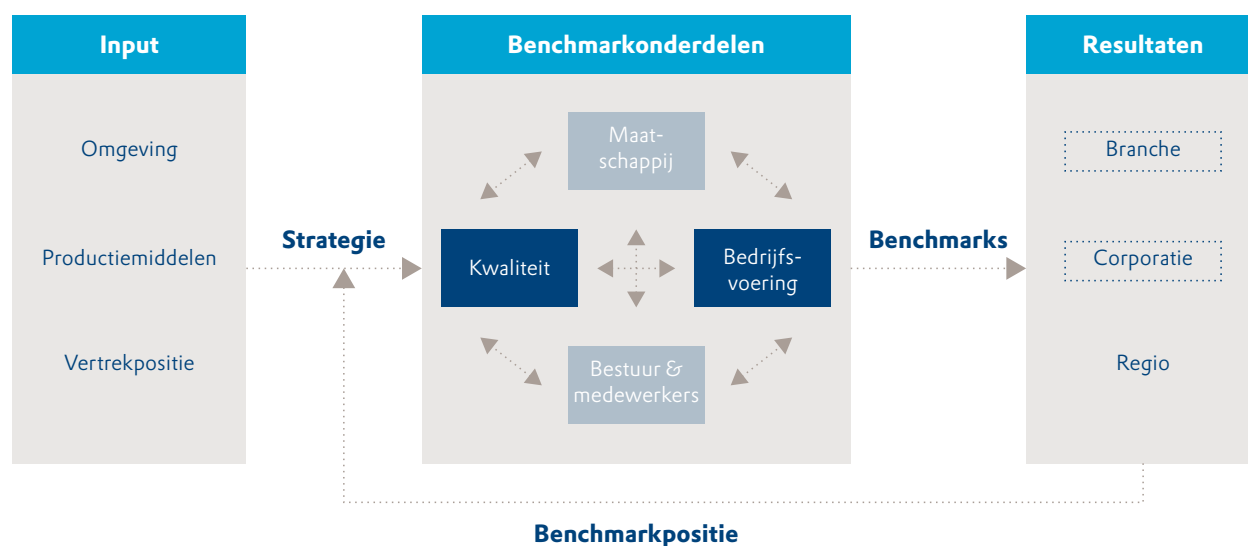 Input
Omgeving
Productiemiddelen
Vertrekpositie
Strategie
Benchmarkonderdelen
Maat-
schappij
Kwaliteit
Bedrijfs-
voering
Bestuur &
medewerkers
Benchmarks
Resultaten
Branche
Corporatie
Regio
Benchmarkpositie